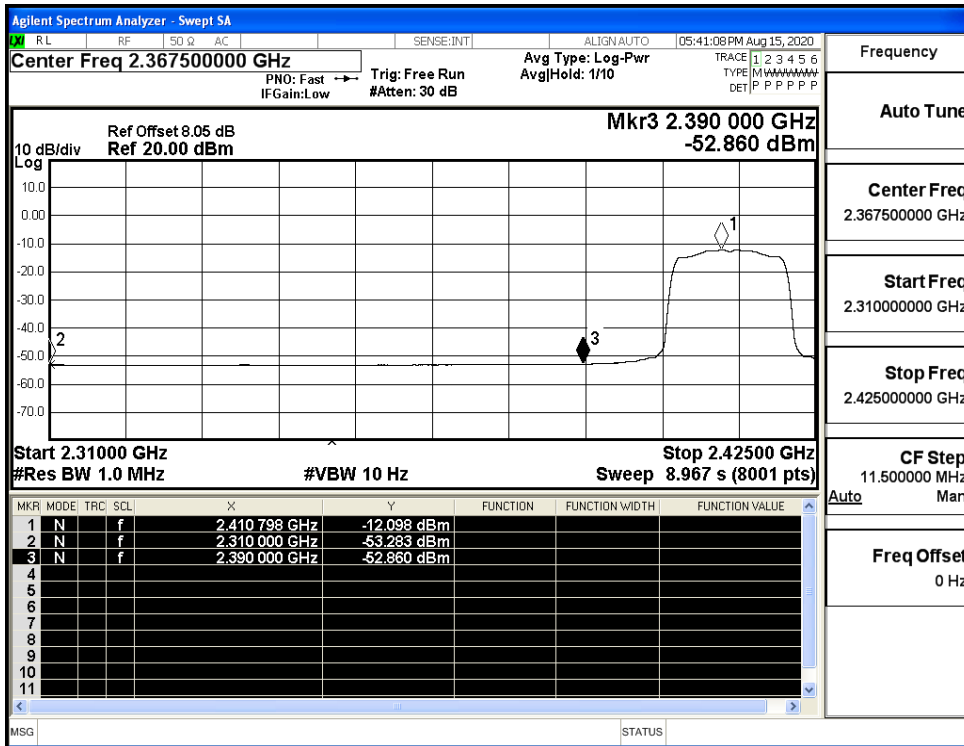 Agilent Spectrum Analyzer - Swept SA
LXI RL RF 50 Ω AC SENSE:INT ALIGN AUTO 05:41:08 PM Aug 15, 2020
Center Freq 2.367500000 GHz
PNO: Fast
IFGain:Low
Trig: Free Run
#Atten: 30 dB
Avg Type: Log-Pwr
Avg|Hold: 1/10
TRACE 1 2 3 4 5 6
TYPE M WWWWW
DET P P P P P P
Mkr3 2.390 000 GHz
-52.860 dBm
Ref Offset 8.05 dB
10 dB/div Ref 20.00 dBm
Log
10.0
0.00
-10.0
-20.0
-30.0
-40.0
-50.0
-60.0
-70.0
1
2
3
Start 2.31000 GHz Stop 2.42500 GHz
#Res BW 1.0 MHz #VBW 10 Hz Sweep 8.967 s (8001 pts)
MKR MODE TRC SCL X Y FUNCTION FUNCTION WIDTH FUNCTION VALUE
1 N f 2.410 798 GHz -12.098 dBm
2 N f 2.310 000 GHz -53.283 dBm
3 N f 2.390 000 GHz -52.860 dBm
4
5
6
7
8
9
10
11
MSG STATUS
Frequency
Auto Tune
Center Freq
2.367500000 GHz
Start Freq
2.310000000 GHz
Stop Freq
2.425000000 GHz
CF Step
11.500000 MHz
Auto Man
Freq Offset
0 Hz